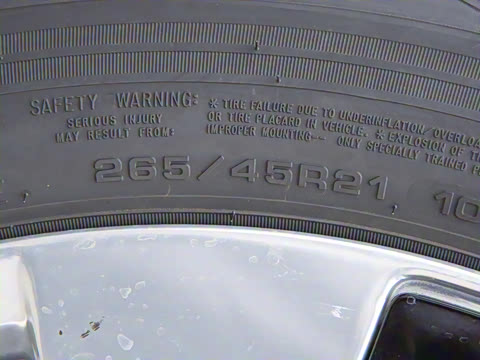 SAFETY WARNING:
SERIOUS INJURY
MAY RESULT FROM:
* TIRE FAILURE DUE TO UNDERINFLATION/OVERLOA
OR TIRE PLACARD IN VEHICLE. * EXPLOSION OF T
IMPROPER MOUNTING-- ONLY SPECIALLY TRAINED P
265/45R21 10